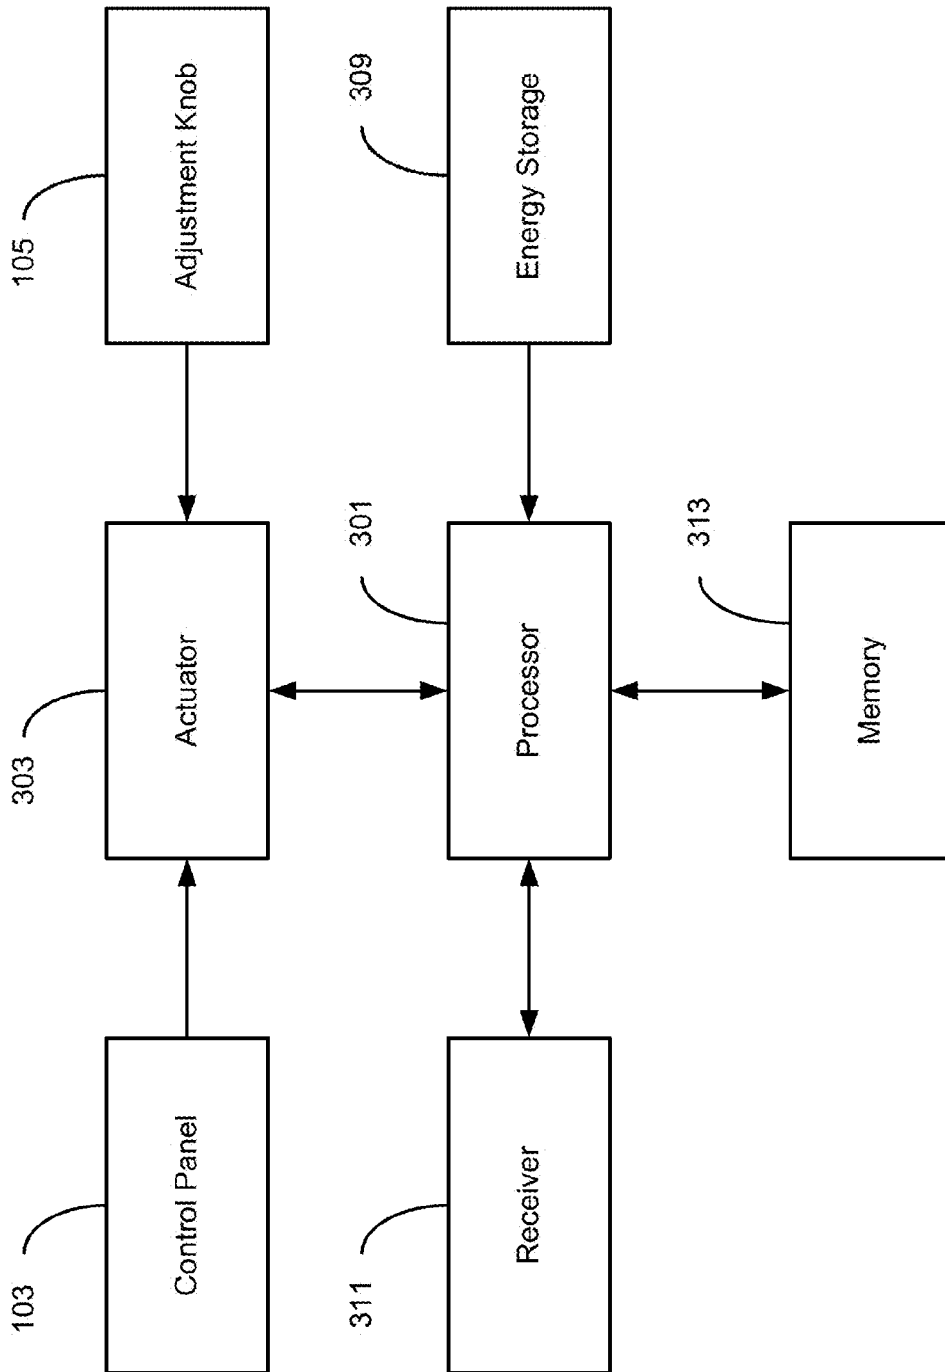 103
Control Panel
303
Actuator
105
Adjustment Knob
311
Receiver
301
Processor
309
Energy Storage
313
Memory